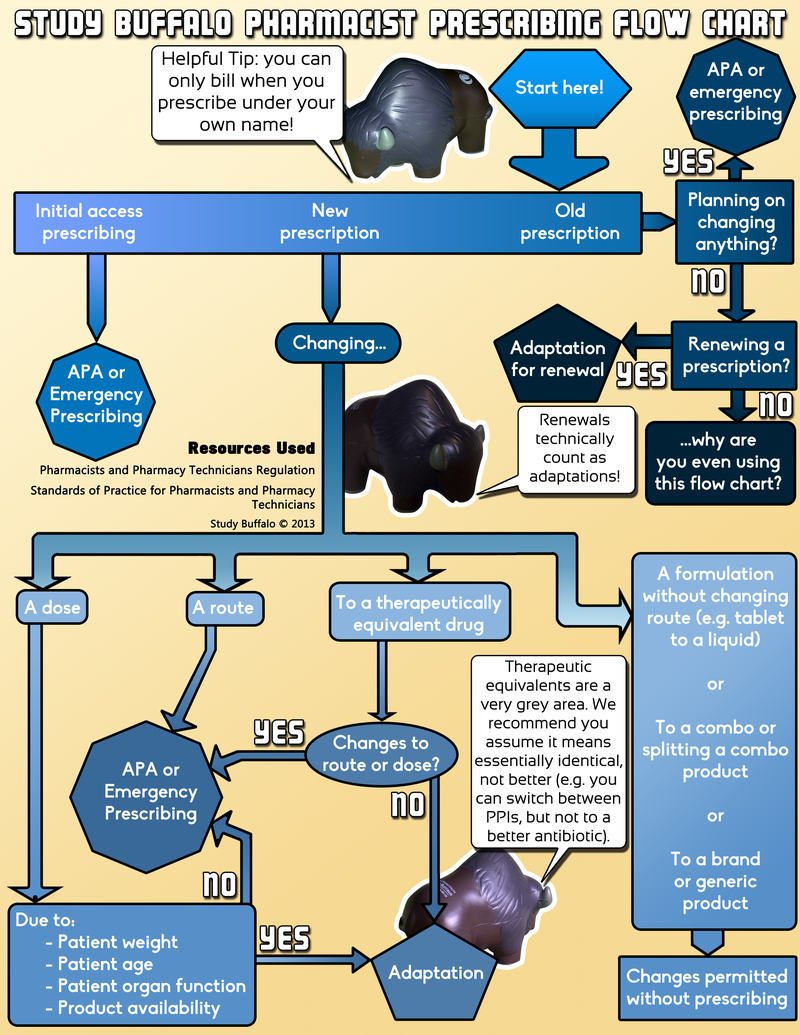 STUDY BUFFALO PHARMACIST PRESCRIBING FLOW CHART
Helpful Tip: you can
only bill when you
prescribe under your
own name!
Start here!
APA or
emergency
prescribing
YES
Initial access
prescribing
New
prescription
Old
prescription
Planning on
changing
anything?
NO
Changing...
Adaptation
for renewal
YES
Renewing a
prescription?
NO
APA or
Emergency
Prescribing
Renewals
technically
count as
adaptations!
...why are
you even using
this flow chart?
Resources Used
Pharmacists and Pharmacy Technicians Regulation
Standards of Practice for Pharmacists and Pharmacy
Technicians
Study Buffalo © 2013
A dose
A route
To a therapeutically
equivalent drug
A formulation
without changing
route (e.g. tablet
to a liquid)
or
To a combo or
splitting a combo
product
or
To a brand
or generic
product
Therapeutic
equivalents are a
very grey area. We
recommend you
assume it means
essentially identical,
not better (e.g. you
can switch between
PPIs, but not to a
better antibiotic).
YES
Changes to
route or dose?
NO
APA or
Emergency
Prescribing
NO
Due to:
- Patient weight
- Patient age
- Patient organ function
- Product availability
YES
Adaptation
Changes permitted
without prescribing